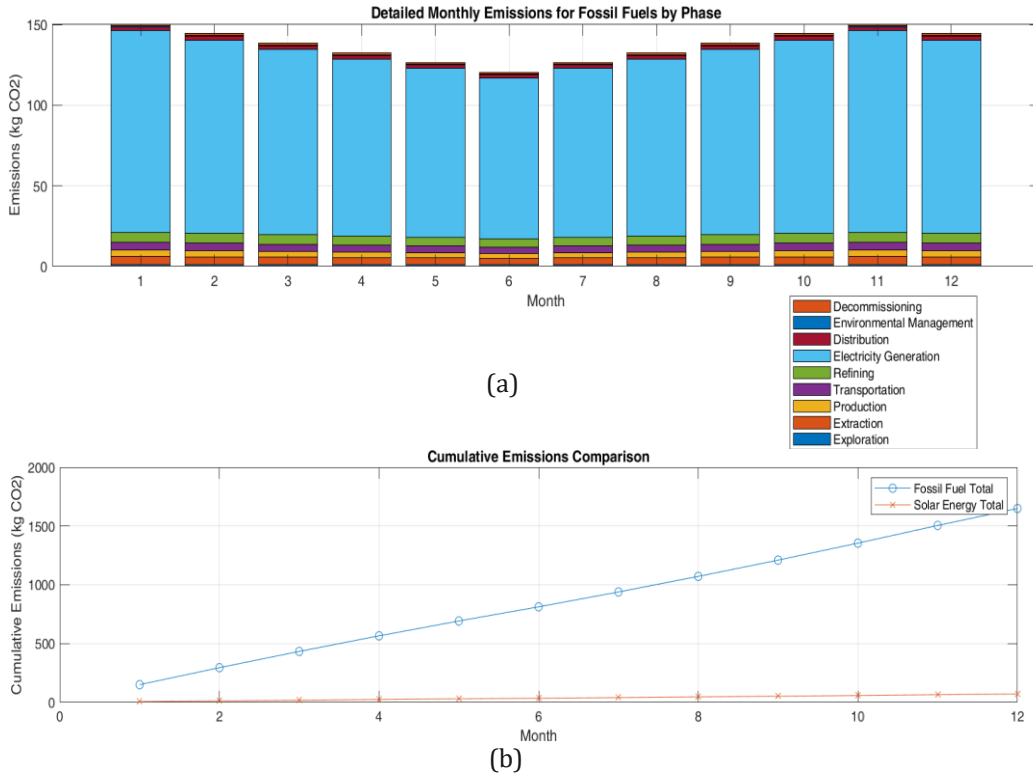 Detailed Monthly Emissions for Fossil Fuels by Phase
150
100
50
0
Emissions (kg CO2)
1 2 3 4 5 6 7 8 9 10 11 12
Month
Decommissioning
Environmental Management
Distribution
Electricity Generation
Refining
Transportation
Production
Extraction
Exploration
(a)
Cumulative Emissions Comparison
2000
1500
1000
500
0
Cumulative Emissions (kg CO2)
Fossil Fuel Total
Solar Energy Total
0 2 4 6 8 10 12
Month
(b)